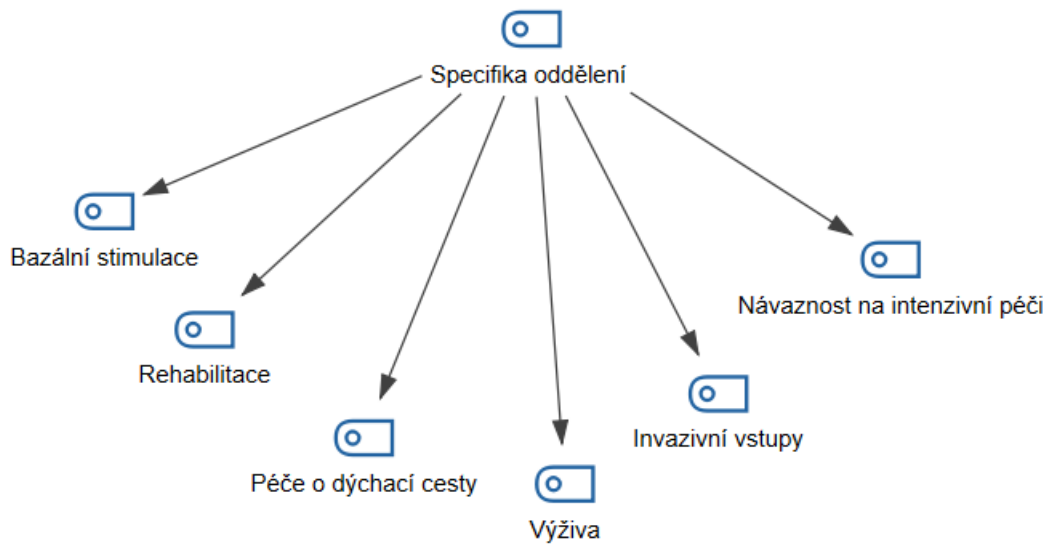 Specifika oddělení
Bazální stimulace
Návaznost na intenzivní péči
Rehabilitace
Invazivní vstupy
Péče o dýchací cesty
Výživa